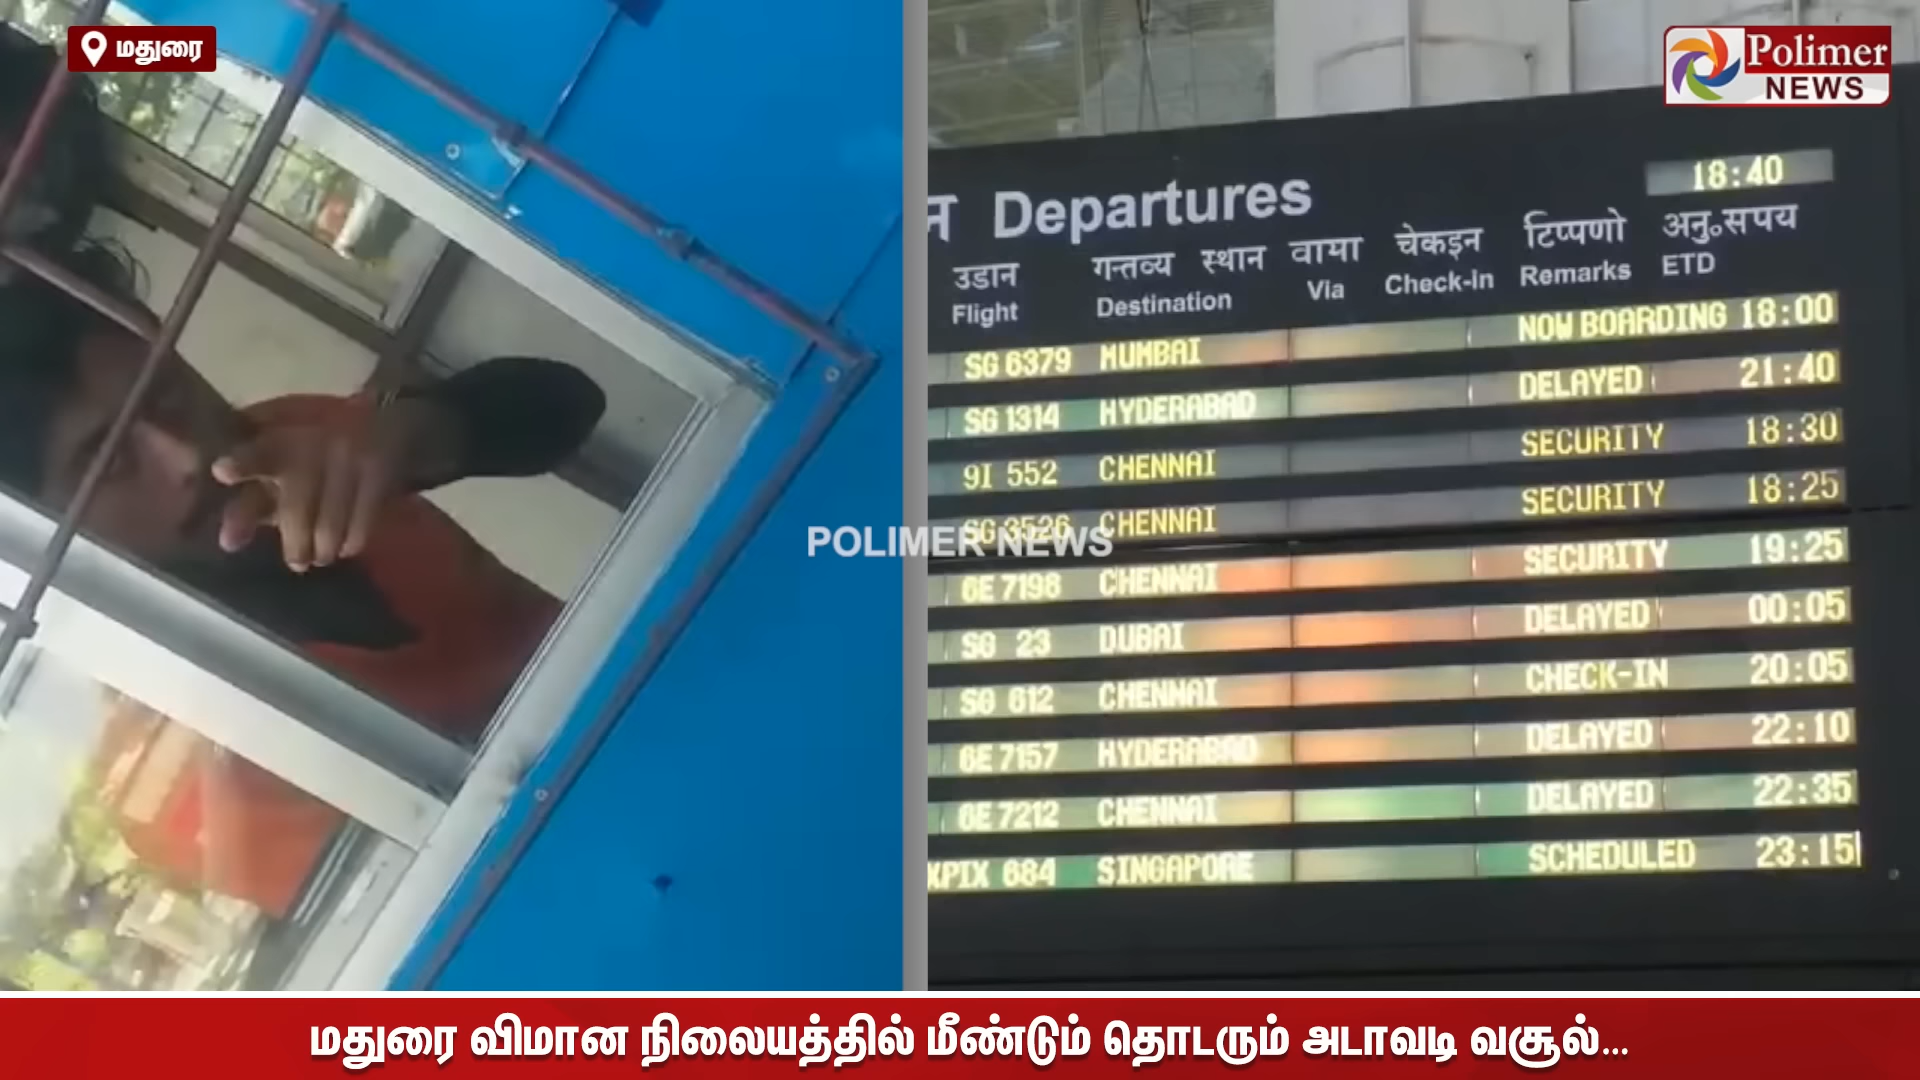 மதுரை
Polimer
NEWS
18:40
न Departures
उडान गन्तव्य स्थान वाया चेकइन टिप्पणो अनु॰सपय
Flight Destination Via Check-in Remarks ETD
SG 6379 MUMBAI NOW BOARDING 18:00
SG 1314 HYDERABAD DELAYED 21:40
9I 552 CHENNAI SECURITY 18:30
SG 3526 CHENNAI SECURITY 18:25
POLIMER NEWS
6E 7198 CHENNAI SECURITY 19:25
SG 23 DUBAI DELAYED 00:05
SG 612 CHENNAI CHECK-IN 20:05
6E 7157 HYDERABAD DELAYED 22:10
6E 7212 CHENNAI DELAYED 22:35
XPIX 684 SINGAPORE SCHEDULED 23:15
மதுரை விமான நிலையத்தில் மீண்டும் தொடரும் அடாவடி வசூல்...